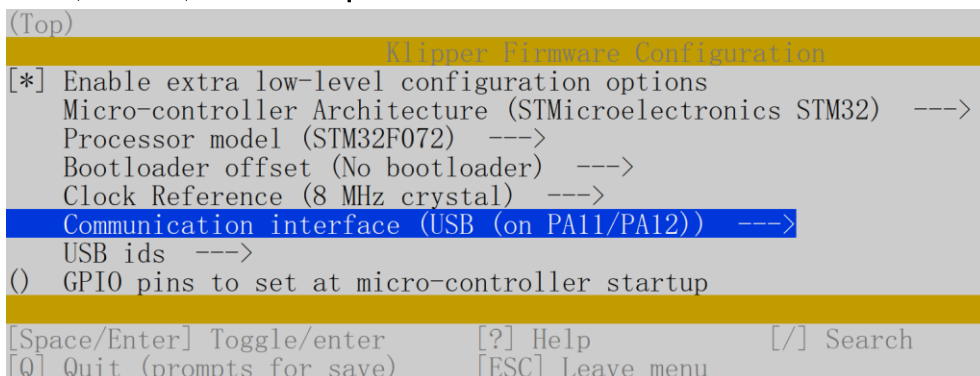 (Top)
Klipper Firmware Configuration
[*] Enable extra low-level configuration options
Micro-controller Architecture (STMicroelectronics STM32) --->
Processor model (STM32F072) --->
Bootloader offset (No bootloader) --->
Clock Reference (8 MHz crystal) --->
Communication interface (USB (on PA11/PA12)) --->
USB ids --->
() GPIO pins to set at micro-controller startup
[Space/Enter] Toggle/enter [?] Help [/] Search
[Q] Quit (prompts for save) [ESC] Leave menu